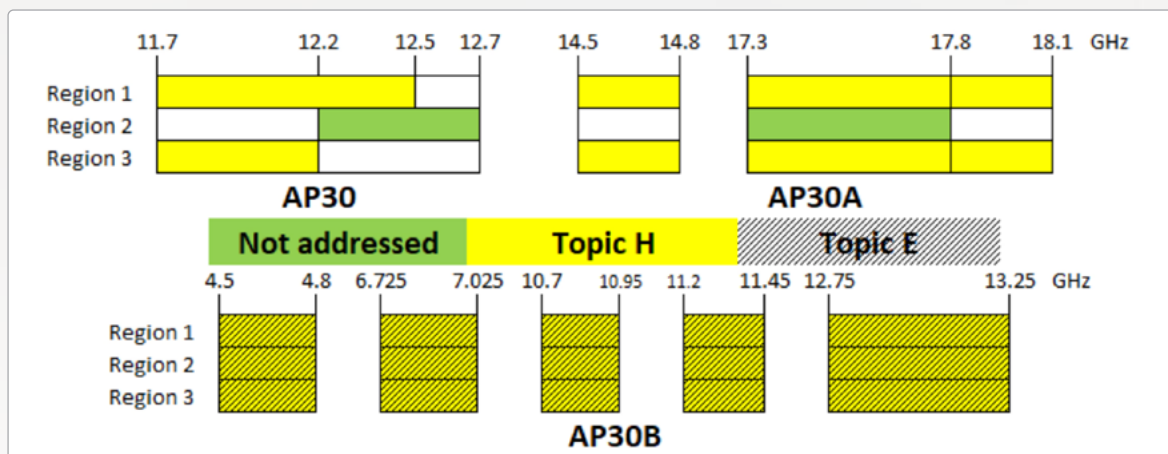 11.7 12.2 12.5 12.7 14.5 14.8 17.3 17.8 18.1 GHz
Region 1
Region 2
Region 3
AP30 AP30A
Not addressed Topic H Topic E
4.5 4.8 6.725 7.025 10.7 10.95 11.2 11.45 12.75 13.25 GHz
Region 1
Region 2
Region 3
AP30B